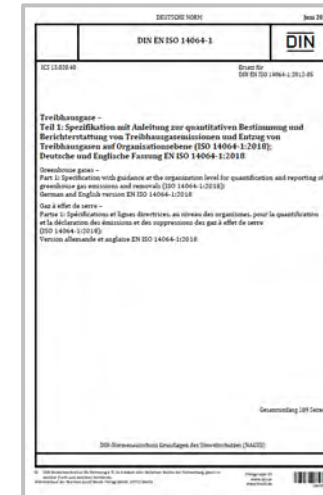 DEUTSCHE NORM
Juni 20
DIN EN ISO 14064-1
DIN
ICS 13.020.40
Ersatz für
DIN EN ISO 14064-1:2012-05
Treibhausgase –
Teil 1: Spezifikation mit Anleitung zur quantitativen Bestimmung und
Berichterstattung von Treibhausgasemissionen und Entzug von
Treibhausgasen auf Organisationsebene (ISO 14064-1:2018);
Deutsche und Englische Fassung EN ISO 14064-1:2018
Greenhouse gases –
Part 1: Specification with guidance at the organization level for quantification and reporting of
greenhouse gas emissions and removals (ISO 14064-1:2018);
German and English version EN ISO 14064-1:2018
Gaz à effet de serre –
Partie 1: Spécifications et lignes directrices, au niveau des organismes, pour la quantification
et la déclaration des émissions et des suppressions des gaz à effet de serre
(ISO 14064-1:2018);
Version allemande et anglaise EN ISO 14064-1:2018
Gesamtumfang 109 Seite
DIN-Normenausschuss Grundlagen des Umweltschutzes (NAGUS)